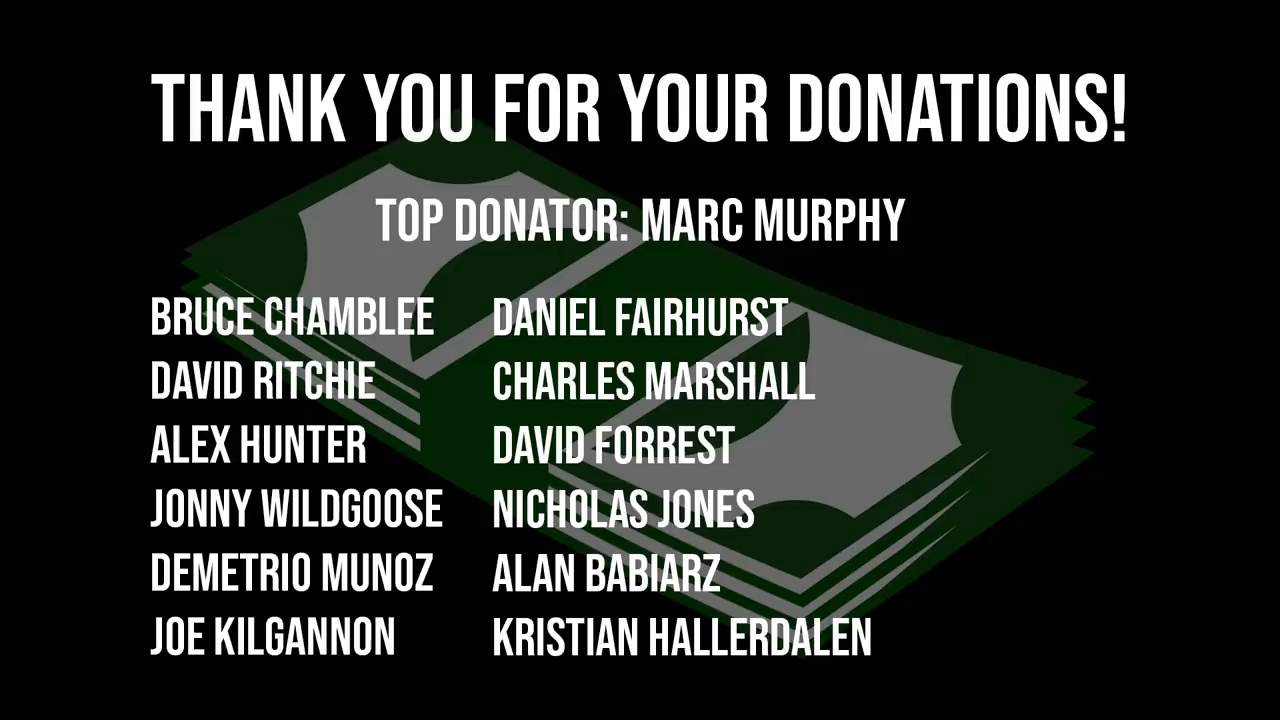 THANK YOU FOR YOUR DONATIONS!
TOP DONATOR: MARC MURPHY
BRUCE CHAMBLEE
DAVID RITCHIE
ALEX HUNTER
JONNY WILDGOOSE
DEMETRIO MUNOZ
JOE KILGANNON
DANIEL FAIRHURST
CHARLES MARSHALL
DAVID FORREST
NICHOLAS JONES
ALAN BABIARZ
KRISTIAN HALLERDALEN